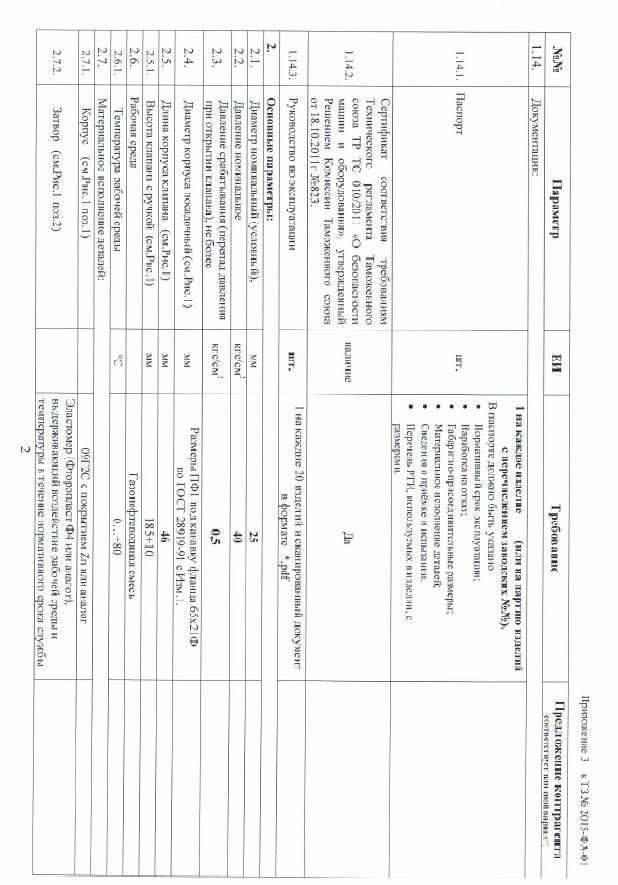 Приложение 3 к ТЗ № 2015-ФА-Ф1
№№ Параметр ЕИ Требование Предложение контрагента
(соответствует или свой вариант)
1.14. Документация:
1.14.1. Паспорт шт. 1 на каждое изделие (или на партию изделий
с перечислением заводских №№).
В паспорте должно быть указано
• Нормативный срок эксплуатации;
• Наработка на отказ;
• Габаритно-присоединительные размеры;
• Материальное исполнение деталей;
• Сведения о приёмке и испытании.
• Перечень РТИ, используемых в изделии, с
размерами.
1.14.2. Сертификат соответствия требованиям
Технического регламента Таможенного
союза ТР ТС 010/2011 «О безопасности
машин и оборудования», утвержденный
Решением Комиссии Таможенного союза
от 18.10.2011г №823. наличие Да
1.14.3. Руководство по эксплуатации шт. 1 на каждые 20 изделий и сканированный документ
в формате *.pdf
2. Основные параметры:
2.1. Диаметр номинальный (условный), мм 25
2.2. Давление номинальное кгс/см² 40
2.3. Давление срабатывания (перепад давления
при открытии клапана), не более кгс/см² 0,5
2.4. Диаметр корпуса посадочный (см.Рис.1) мм Размеры ПФ1 под канавку фланца 65х21Ф
по ГОСТ 28919-91 с Изм.1.
2.5. Длина корпуса клапана (см.Рис.1) мм 46
2.5.1. Высота клапана с ручкой (см.Рис.1) мм 185±10
2.6. Рабочая среда Газонефтеводяная смесь
2.6.1. Температура рабочей среды °С 0…+80
2.7. Материальное исполнение деталей:
2.7.1. Корпус (см.Рис.1 поз.1) 09Г2С с покрытием Zn или аналог
2.7.2. Затвор (см.Рис.1 поз.2) Эластомер (Фторопласт Ф4 или аналог),
выдерживающий воздействие рабочей среды и
температуры в течение нормативного срока службы
2